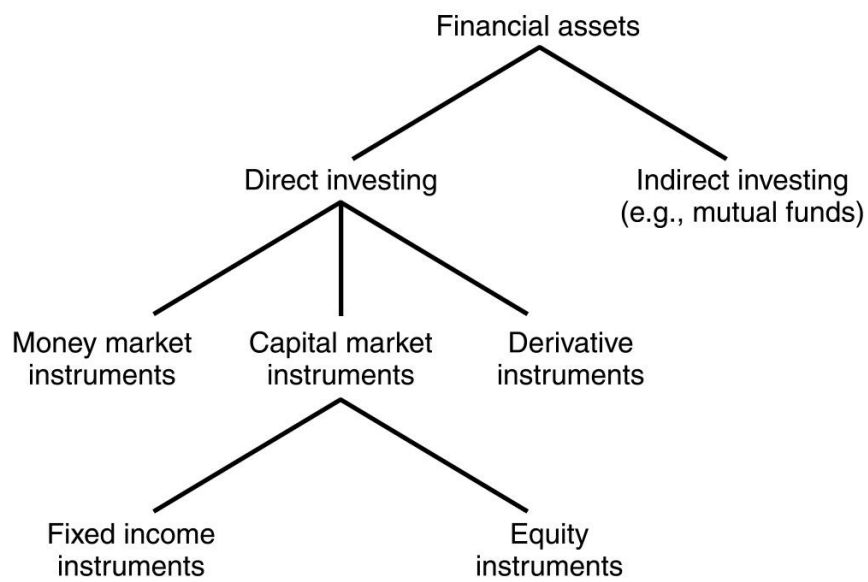 Financial assets
Direct investing
Indirect investing
(e.g., mutual funds)
Money market
instruments
Capital market
instruments
Derivative
instruments
Fixed income
instruments
Equity
instruments